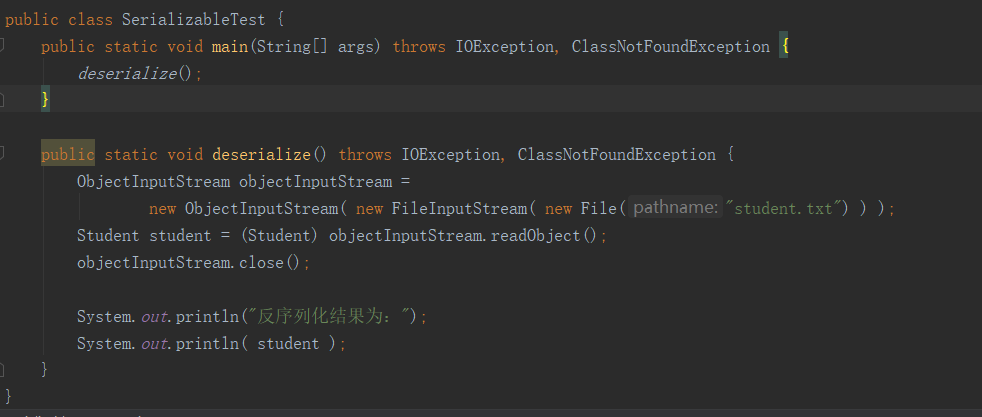 public class SerializableTest {
    public static void main(String[] args) throws IOException, ClassNotFoundException {
        deserialize();
    }

    public static void deserialize() throws IOException, ClassNotFoundException {
        ObjectInputStream objectInputStream =
                new ObjectInputStream( new FileInputStream( new File( pathname: "student.txt") ) );
        Student student = (Student) objectInputStream.readObject();
        objectInputStream.close();

        System.out.println("反序列化结果为：");
        System.out.println( student );
    }
}